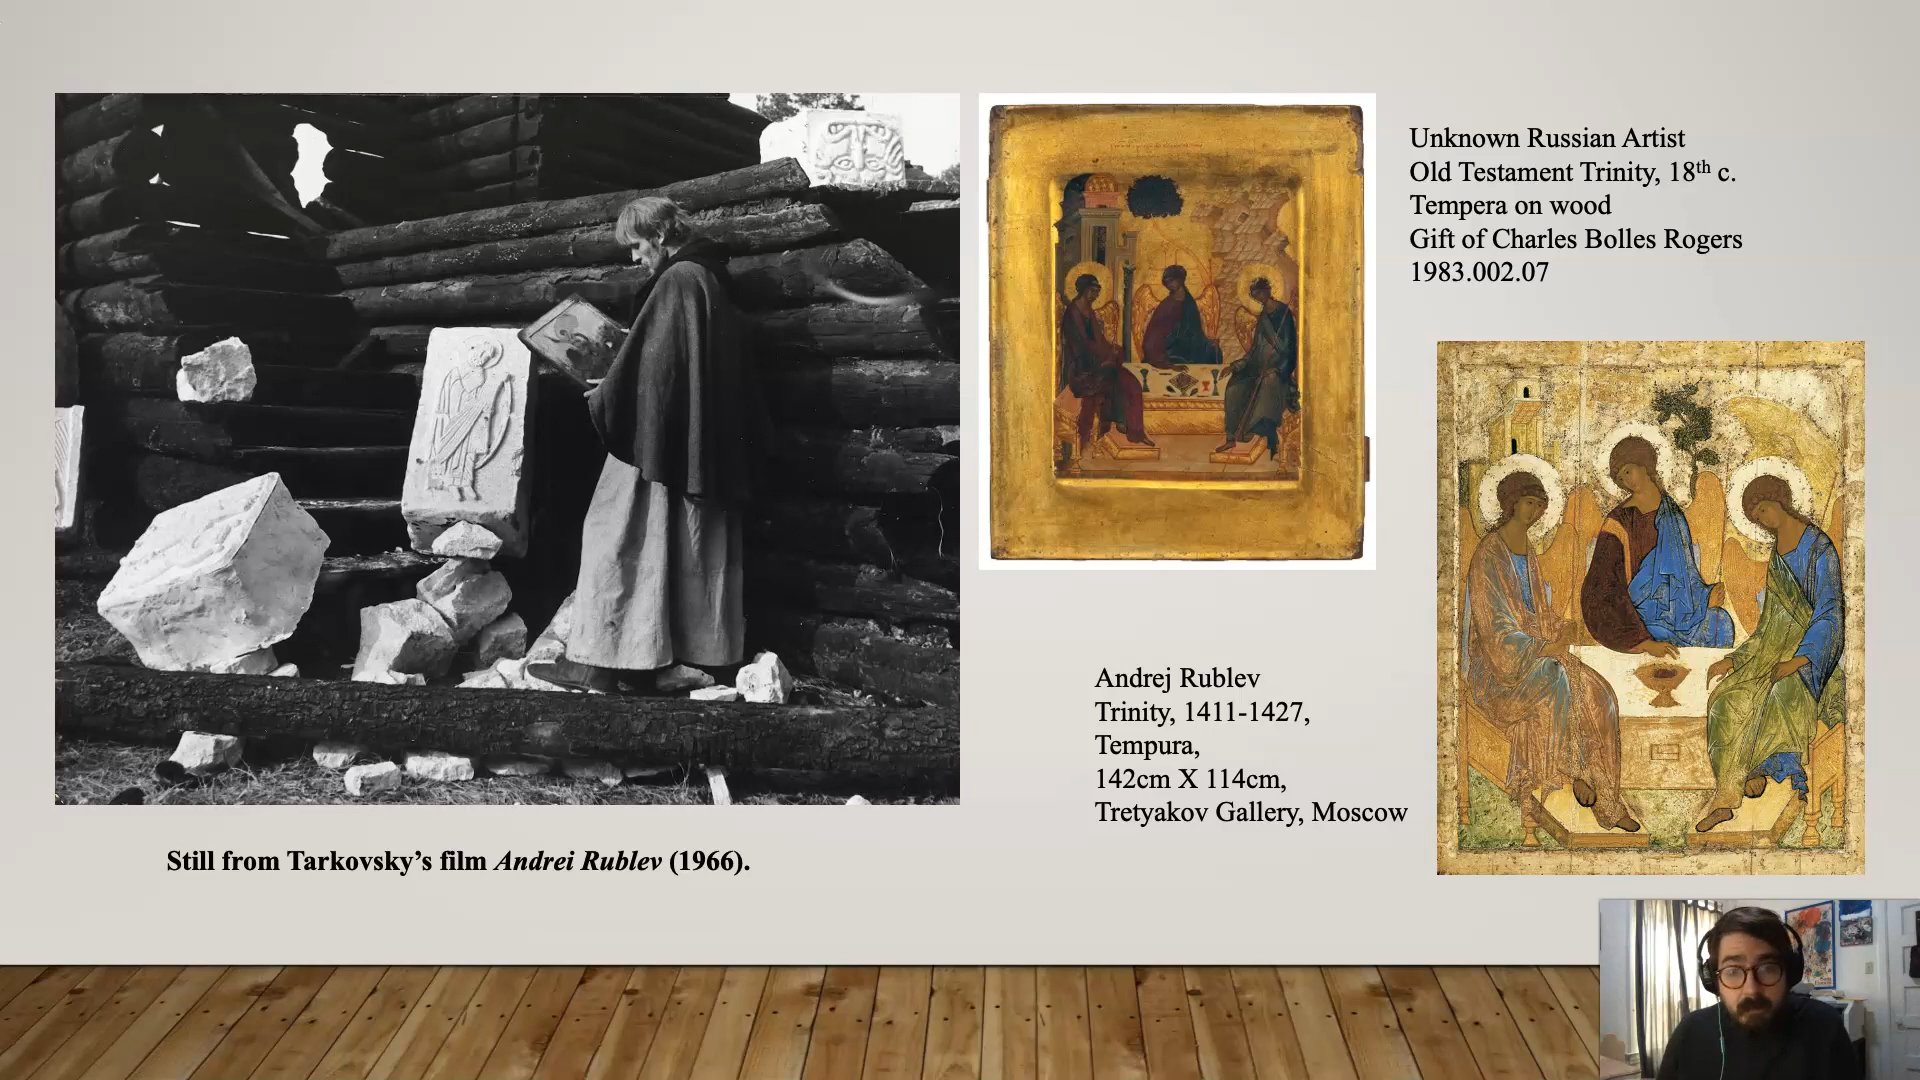 Unknown Russian Artist
Old Testament Trinity, 18th c.
Tempera on wood
Gift of Charles Bolles Rogers
1983.002.07
Andrej Rublev
Trinity, 1411-1427,
Tempura,
142cm X 114cm,
Tretyakov Gallery, Moscow
Still from Tarkovsky’s film Andrei Rublev (1966).